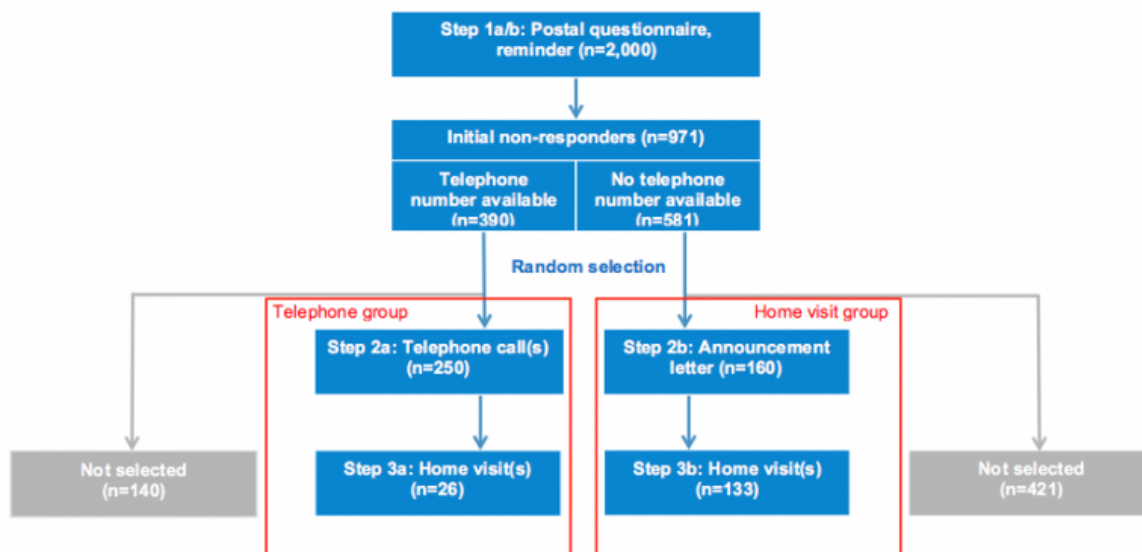 Step 1a/b: Postal questionnaire,
reminder (n=2,000)
Initial non-responders (n=971)
Telephone
number available
(n=390)
No telephone
number available
(n=581)
Random selection
Telephone group
Home visit group
Step 2a: Telephone call(s)
(n=250)
Step 2b: Announcement
letter (n=160)
Not selected
(n=140)
Step 3a: Home visit(s)
(n=26)
Step 3b: Home visit(s)
(n=133)
Not selected
(n=421)